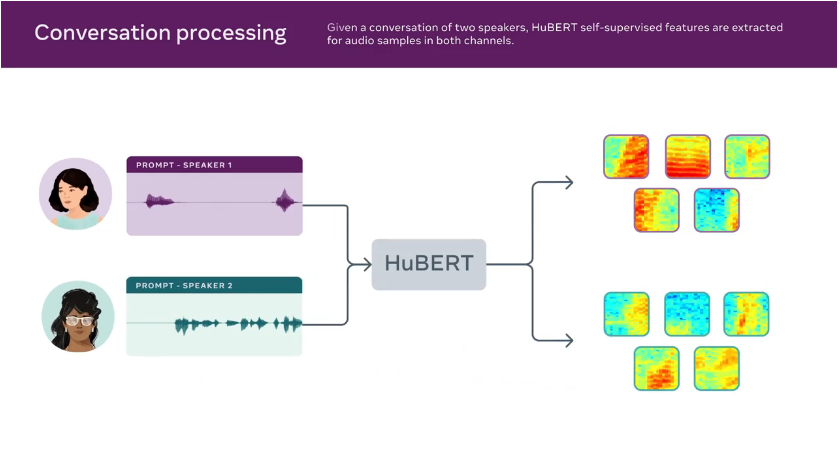 Conversation processing
Given a conversation of two speakers, HuBERT self-supervised features are extracted
for audio samples in both channels.
PROMPT - SPEAKER 1
HuBERT
PROMPT - SPEAKER 2